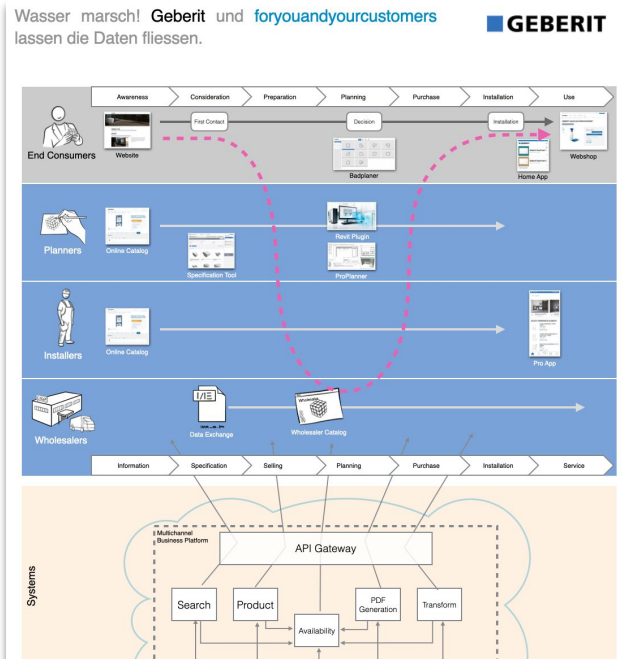 Wasser marsch! Geberit und foryouandyourcustomers
lassen die Daten fliessen.
GEBERIT
Awareness
Consideration
Preparation
Planning
Purchase
Installation
Use
End Consumers
Website
First Contact
Decision
Installation
Badplaner
Home App
Webshop
Planners
Online Catalog
Specification Tool
Revit Plugin
ProPlanner
Installers
Online Catalog
Pro App
Wholesalers
Data Exchange
Wholesale
Wholesaler Catalog
Information
Specification
Selling
Planning
Purchase
Installation
Service
Systems
Multichannel
Business Platform
API Gateway
Search
Product
Availability
PDF
Generation
Transform